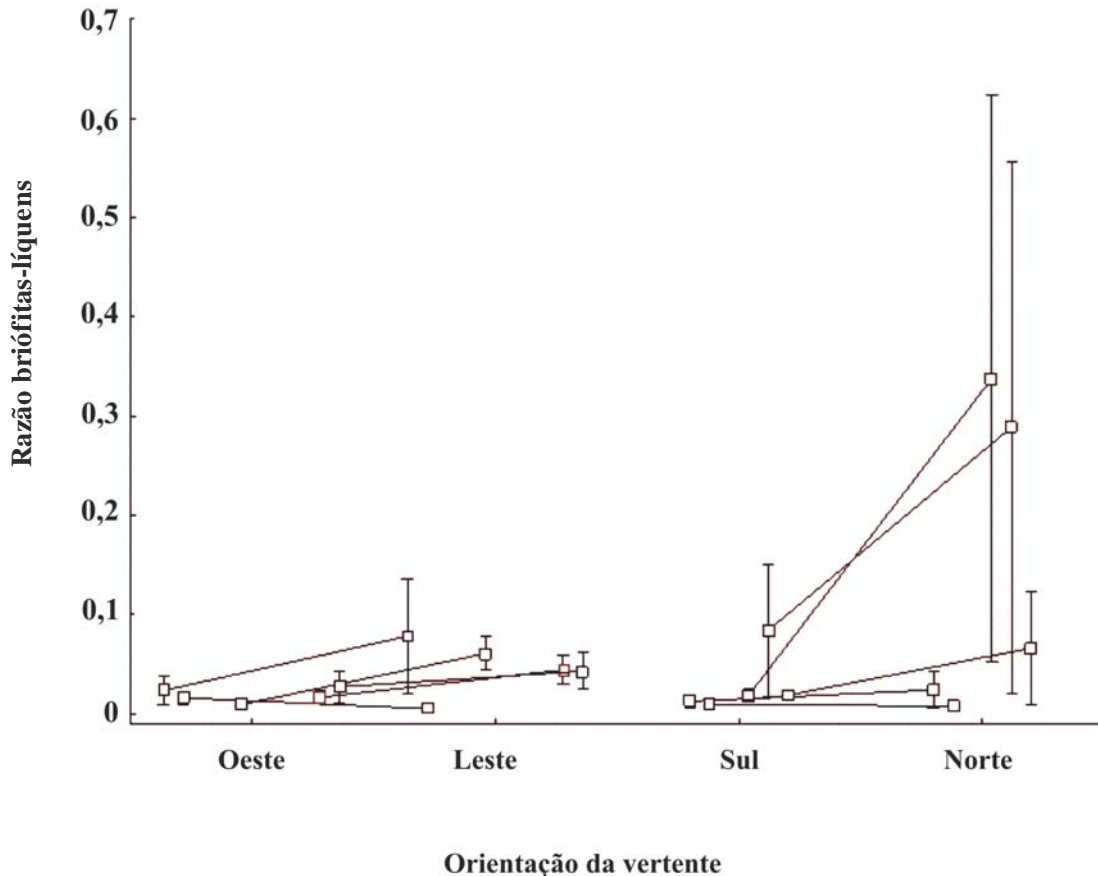 0,7
0,6
0,5
0,4
0,3
0,2
0,1
0
Razão briófitas-líquens
Oeste Leste Sul Norte
Orientação da vertente